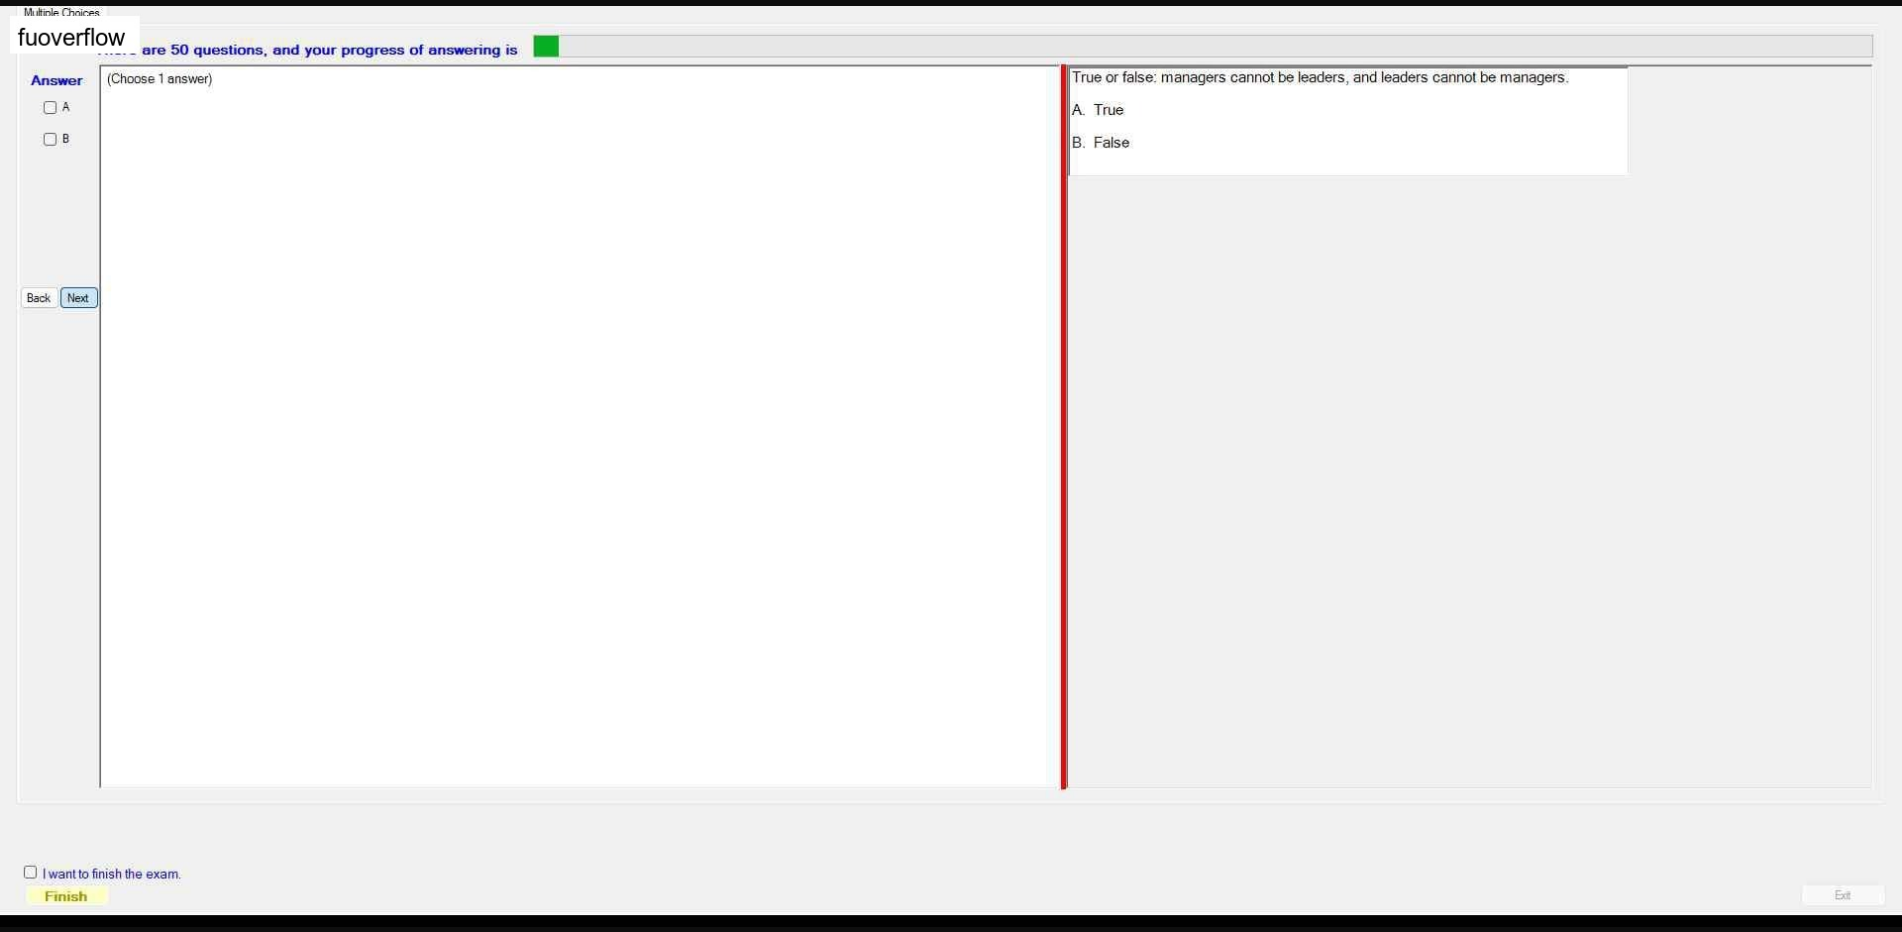 Multiple Choices
fuoverflow
are 50 questions, and your progress of answering is
Answer
(Choose 1 answer)
A
B
Back Next
True or false: managers cannot be leaders, and leaders cannot be managers.
A. True
B. False
I want to finish the exam.
Finish
Exit